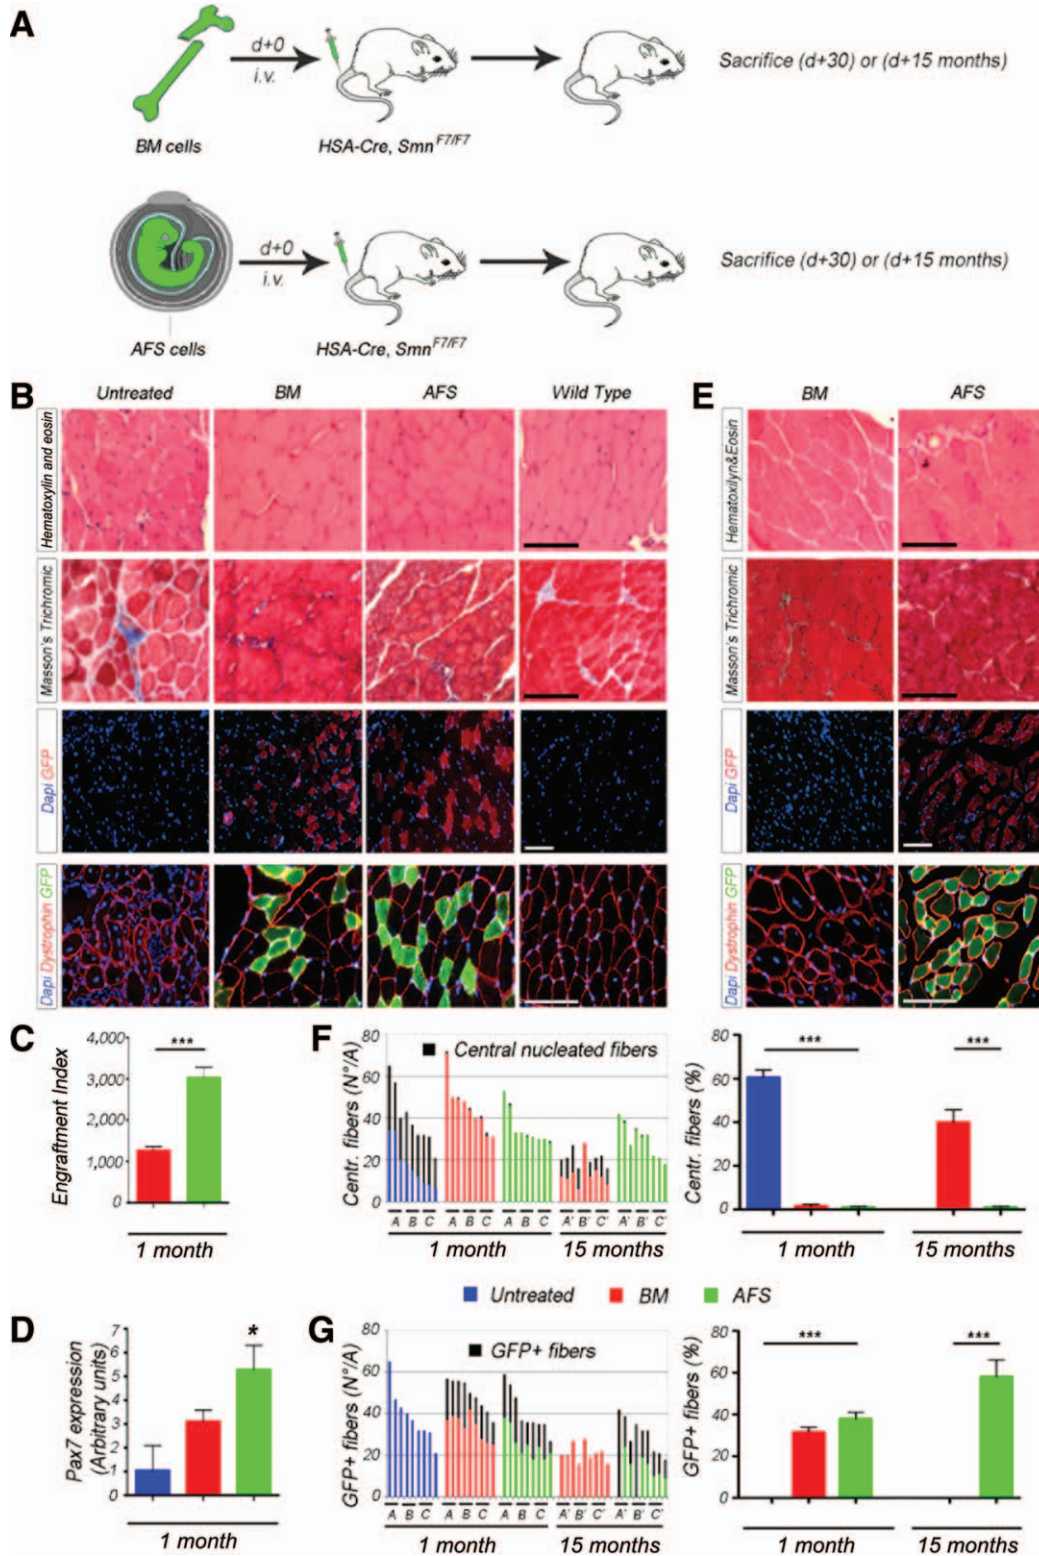 A
d+0
i.v.
BM cells
HSA-Cre, Smn F7/F7
Sacrifice (d+30) or (d+15 months)
d+0
i.v.
AFS cells
HSA-Cre, Smn F7/F7
Sacrifice (d+30) or (d+15 months)
B
Untreated BM AFS Wild Type
Hematoxylin and eosin
Masson's Trichromic
Dapi GFP
Dapi Dystrophin GFP
E
BM AFS
Hematoxilyn&Eosin
Masson's Trichromic
Dapi GFP
Dapi Dystrophin GFP
C
Engraftment Index
4,000
3,000
2,000
1,000
0
***
1 month
F
Centr. fibers (N°/A)
80
60
40
20
0
Central nucleated fibers
A B C A B C A B C A' B' C' A' B' C'
1 month 15 months
Centr. fibers (%)
80
60
40
20
0
*** ***
1 month 15 months
Untreated BM AFS
D
Pax7 expression
(Arbitrary units)
7
6
5
4
3
2
1
0
*
1 month
G
GFP+ fibers (N°/A)
80
60
40
20
0
GFP+ fibers
A B C A B C A B C A' B' C' A' B' C'
1 month 15 months
GFP+ fibers (%)
80
60
40
20
0
*** ***
1 month 15 months